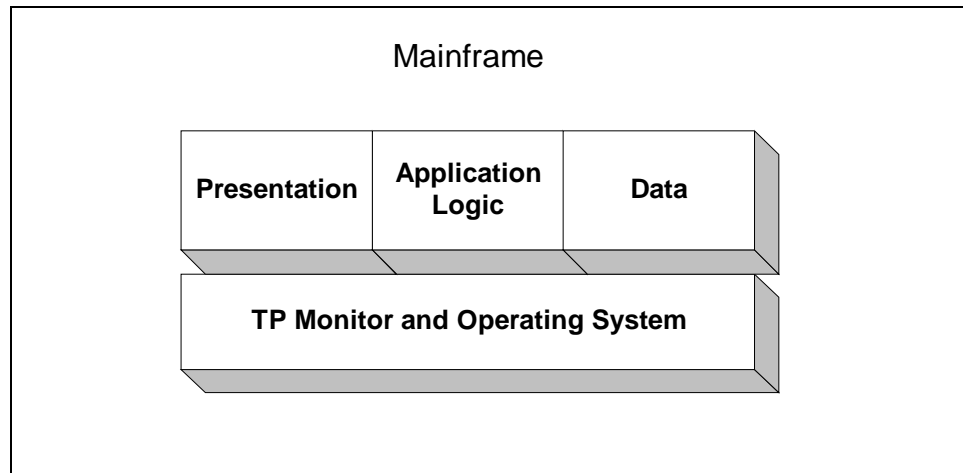 Mainframe
Presentation
Application
Logic
Data
TP Monitor and Operating System